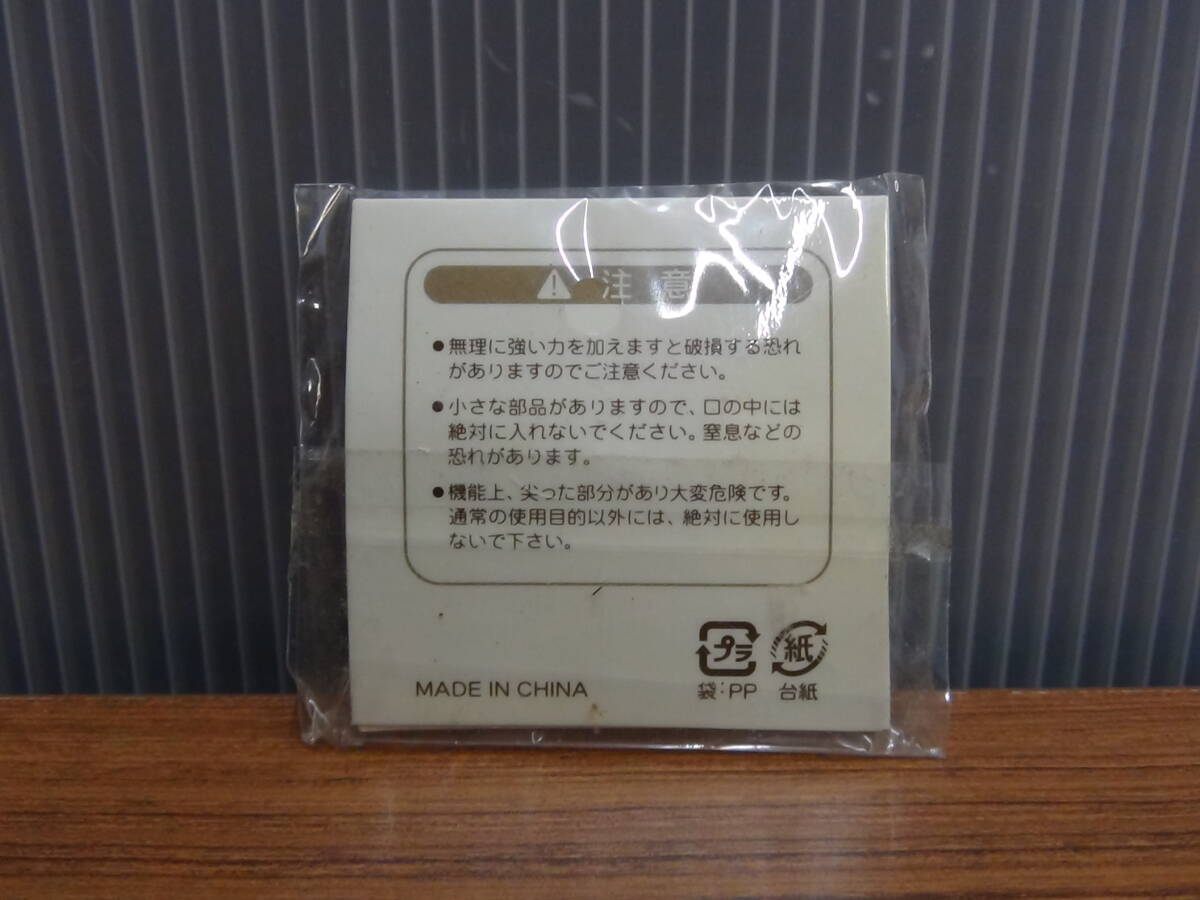 ⚠ 注意
●無理に強い力を加えますと破損する恐れ
がありますのでご注意ください。
●小さな部品がありますので、口の中には
絶対に入れないでください。窒息などの
恐れがあります。
●機能上、尖った部分があり大変危険です。
通常の使用目的以外には、絶対に使用し
ないで下さい。
プラ 紙
袋:PP 台紙
MADE IN CHINA